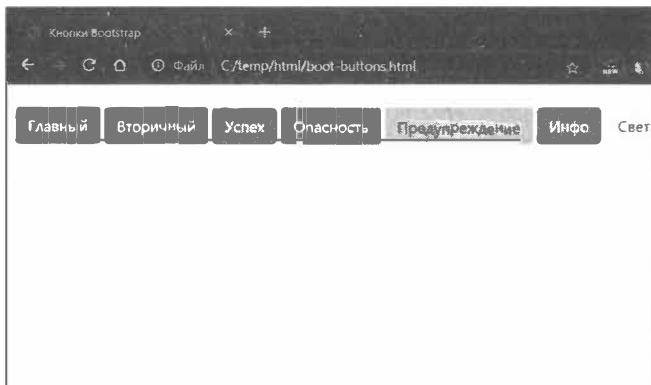 Кнопки Bootstrap
Файл C:/temp/html/boot-buttons.html
Главный Вторичный Успех Опасность Предупреждение Инфо Свет